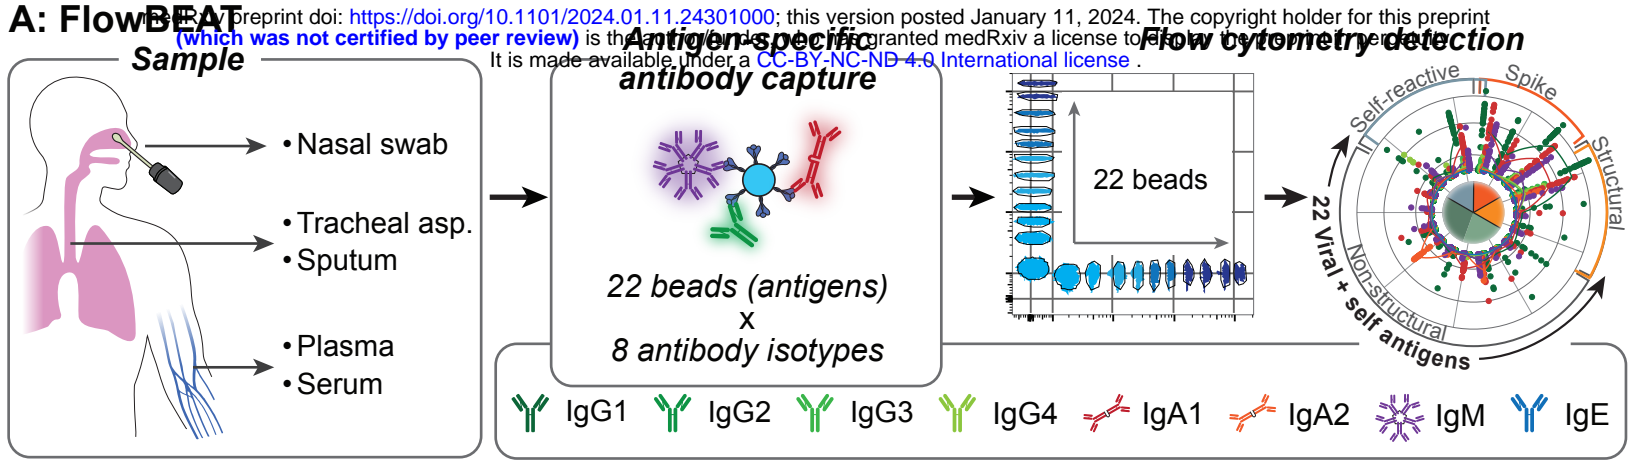 medRxiv preprint doi: https://doi.org/10.1101/2024.01.11.24301000; this version posted January 11, 2024. The copyright holder for this preprint
(which was not certified by peer review) is the author/funder, who has granted medRxiv a license to display the preprint in perpetuity.
It is made available under a CC-BY-NC-ND 4.0 International license .
A: FlowBEAT
Sample
• Nasal swab
• Tracheal asp.
• Sputum
• Plasma
• Serum
Antigen-specific
antibody capture
22 beads (antigens)
x
8 antibody isotypes
Flow cytometry detection
22 beads
Self-reactive
Spike
Structural
Non-structural
22 Viral + self antigens
IgG1 IgG2 IgG3 IgG4 IgA1 IgA2 IgM IgE